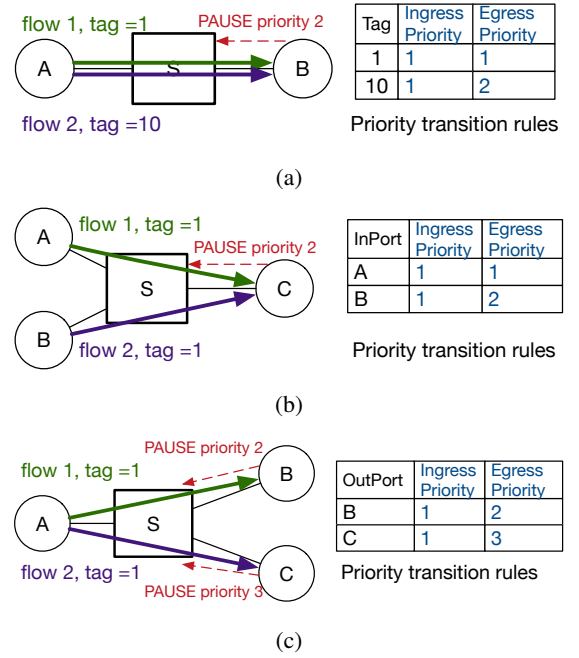 flow 1, tag=1
PAUSE priority 2
A
S
B
flow 2, tag =10
Tag Ingress Priority Egress Priority
1 1 1
10 1 2
Priority transition rules
(a)
A
flow 1, tag=1
PAUSE priority 2
S
C
B
flow 2, tag =1
InPort Ingress Priority Egress Priority
A 1 1
B 1 2
Priority transition rules
(b)
PAUSE priority 2
flow 1, tag=1
B
A
S
C
flow 2, tag=1
PAUSE priority 3
OutPort Ingress Priority Egress Priority
B 1 2
C 1 3
Priority transition rules
(c)